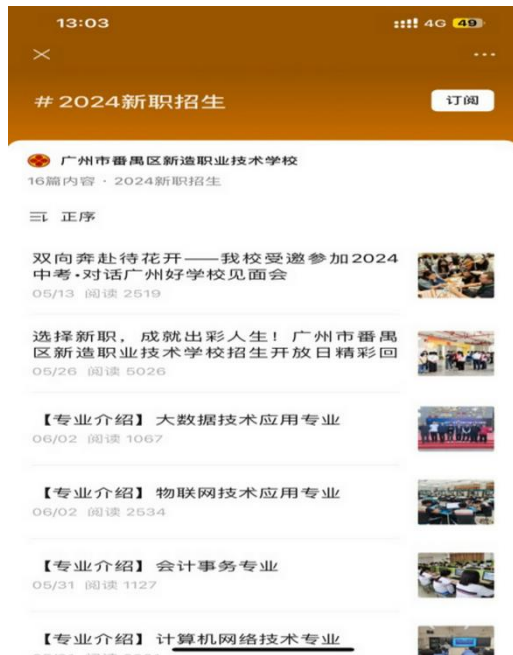 13:03
4G 49
#2024新职招生
订阅
广州市番禺区新造职业技术学校
16篇内容 · 2024新职招生
正序
双向奔赴待花开——我校受邀参加2024
中考·对话广州好学校见面会
05/13 阅读 2519
选择新职，成就出彩人生！广州市番禺
区新造职业技术学校招生开放日精彩回
05/26 阅读 5026
【专业介绍】大数据技术应用专业
06/02 阅读 1067
【专业介绍】物联网技术应用专业
06/02 阅读 2534
【专业介绍】会计事务专业
05/31 阅读 1127
【专业介绍】计算机网络技术专业